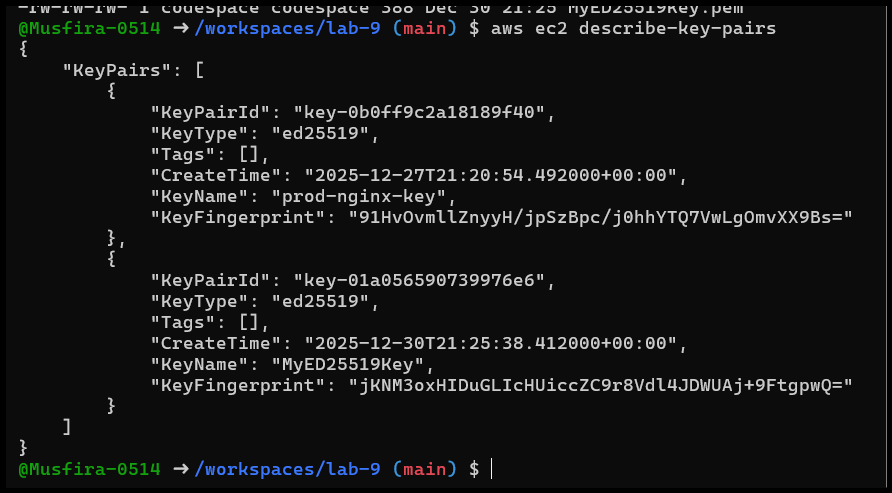 -rw-rw-rw- 1 codespace codespace 388 Dec 30 21:25 MyED25519Key.pem
@Musfira-0514 ➜ /workspaces/lab-9 (main) $ aws ec2 describe-key-pairs
{
    "KeyPairs": [
        {
            "KeyPairId": "key-0b0ff9c2a18189f40",
            "KeyType": "ed25519",
            "Tags": [],
            "CreateTime": "2025-12-27T21:20:54.492000+00:00",
            "KeyName": "prod-nginx-key",
            "KeyFingerprint": "91HvOvmllZnyyH/jpSzBpc/j0hhYTQ7VwLgOmvXX9Bs="
        },
        {
            "KeyPairId": "key-01a056590739976e6",
            "KeyType": "ed25519",
            "Tags": [],
            "CreateTime": "2025-12-30T21:25:38.412000+00:00",
            "KeyName": "MyED25519Key",
            "KeyFingerprint": "jKNM3oxHIDuGLIcHUiccZC9r8Vdl4JDWUAj+9FtgpwQ="
        }
    ]
}
@Musfira-0514 ➜ /workspaces/lab-9 (main) $